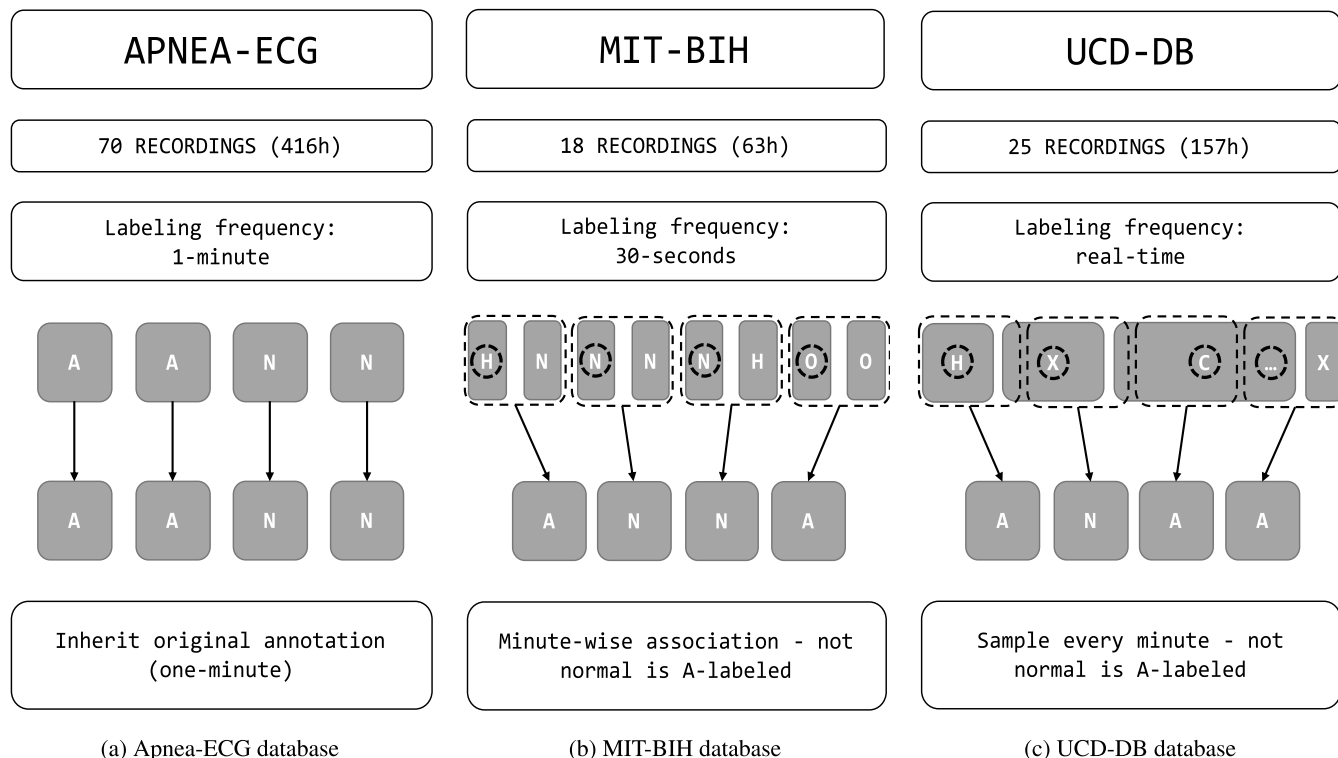 APNEA-ECG
70 RECORDINGS (416h)
Labeling frequency:
1-minute
A A N N
A A N N
Inherit original annotation
(one-minute)
(a) Apnea-ECG database
MIT-BIH
18 RECORDINGS (63h)
Labeling frequency:
30-seconds
H N N N N H O O
A N N A
Minute-wise association - not
normal is A-labeled
(b) MIT-BIH database
UCD-DB
25 RECORDINGS (157h)
Labeling frequency:
real-time
H X C … X
A N A A
Sample every minute - not
normal is A-labeled
(c) UCD-DB database